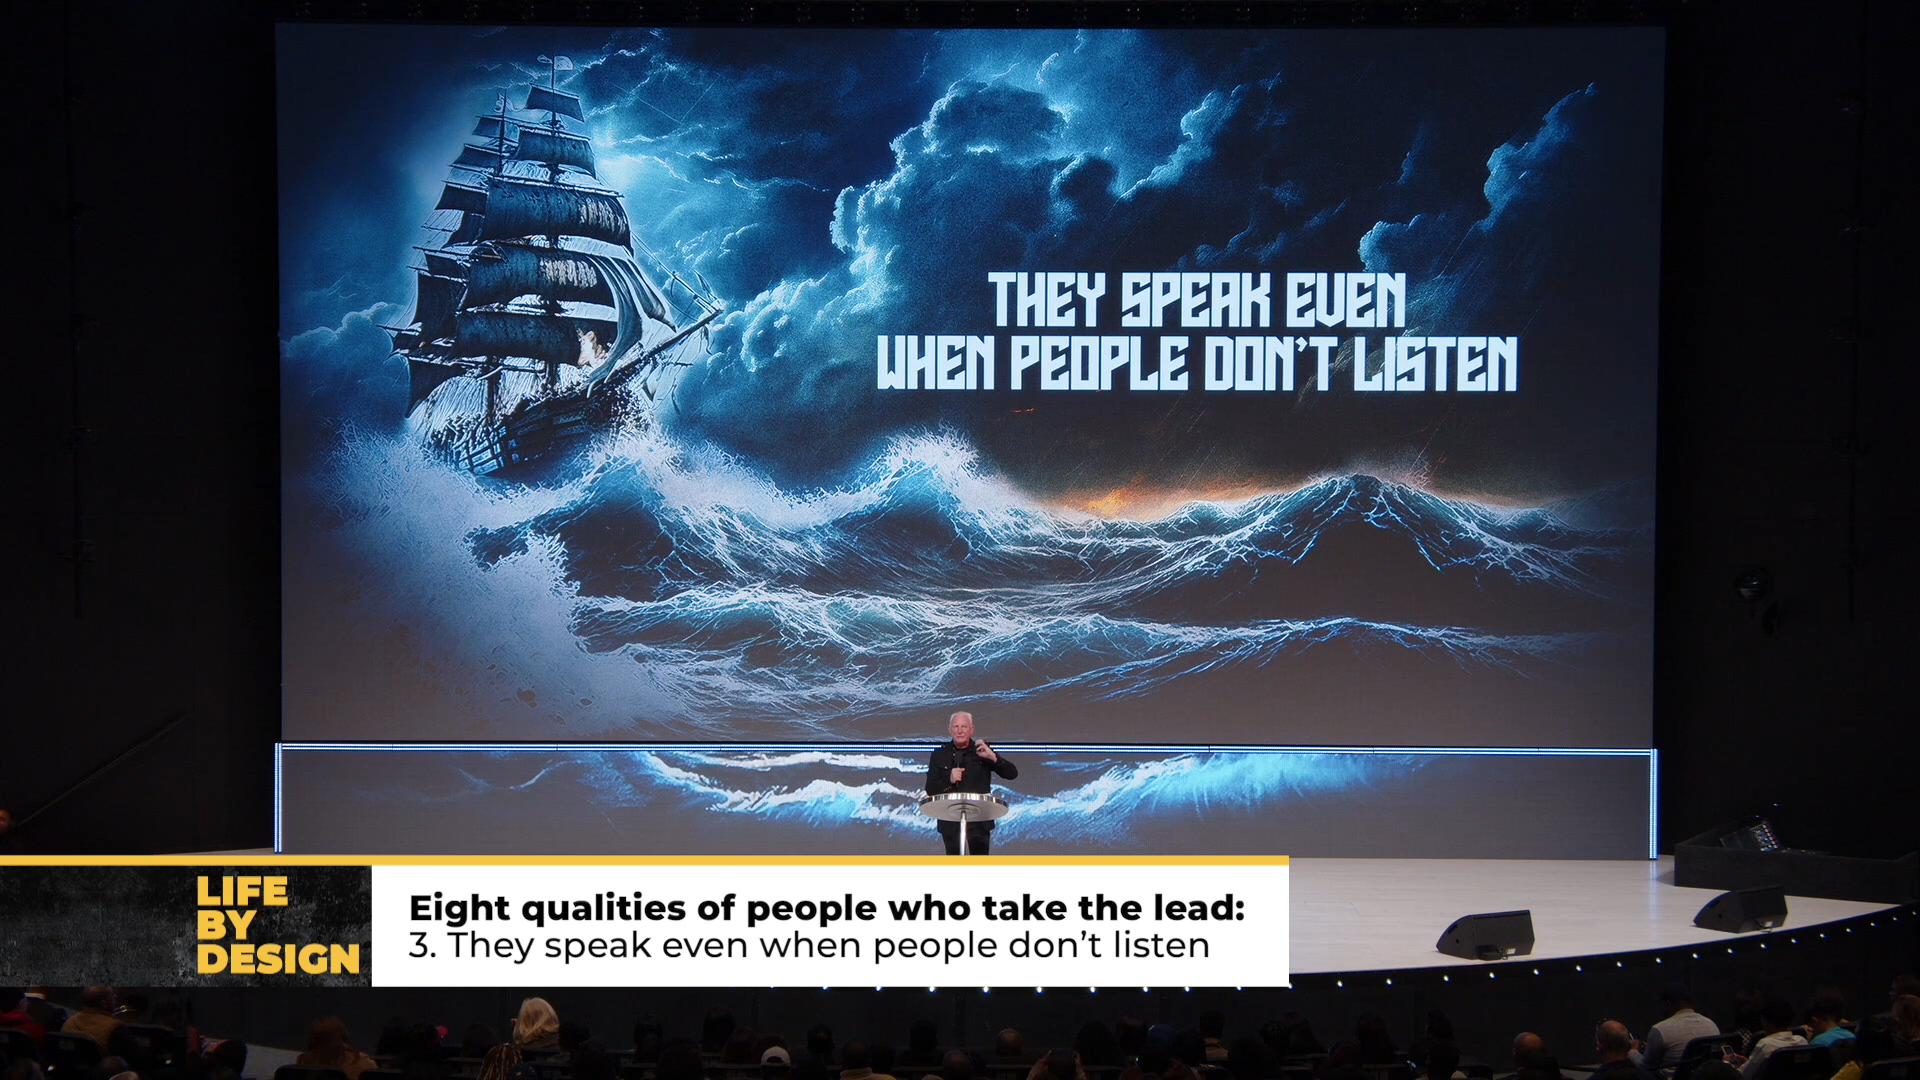 THEY SPEAK EVEN
WHEN PEOPLE DON'T LISTEN
LIFE
BY
DESIGN
Eight qualities of people who take the lead:
3. They speak even when people don’t listen